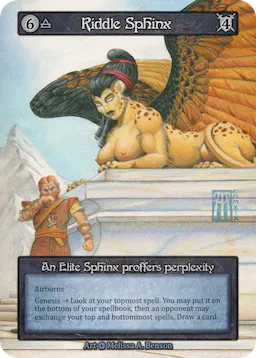 6 Riddle Sphinx 4
An Elite Sphinx proffers perplexity
Airborne
Genesis → Look at your topmost spell. You may put it on
the bottom of your spellbook, then an opponent may
exchange your top and bottommost spells. Draw a card.
Art © Melissa A. Benson